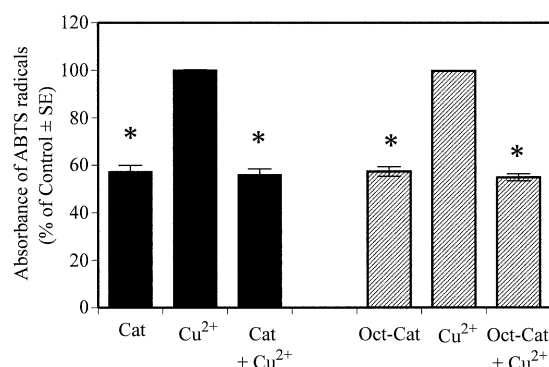 Absorbance of ABTS radicals
(% of Control ± SE)
120
100
80
60
40
20
0
*
*
*
*
Cat
Cu²⁺
Cat
+ Cu²⁺
Oct-Cat
Cu²⁺
Oct-Cat
+ Cu²⁺